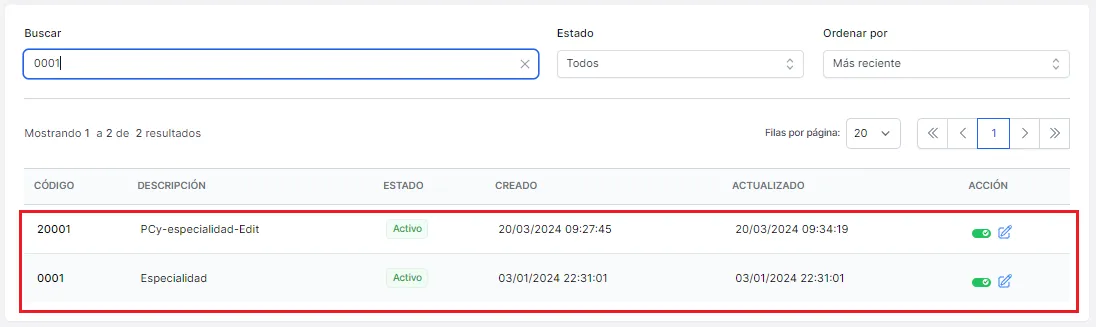 Buscar Estado Ordenar por
0001 Todos Más reciente
Mostrando 1 a 2 de 2 resultados Filas por página: 20 1
CÓDIGO DESCRIPCIÓN ESTADO CREADO ACTUALIZADO ACCIÓN
20001 PCy-especialidad-Edit Activo 20/03/2024 09:27:45 20/03/2024 09:34:19
0001 Especialidad Activo 03/01/2024 22:31:01 03/01/2024 22:31:01